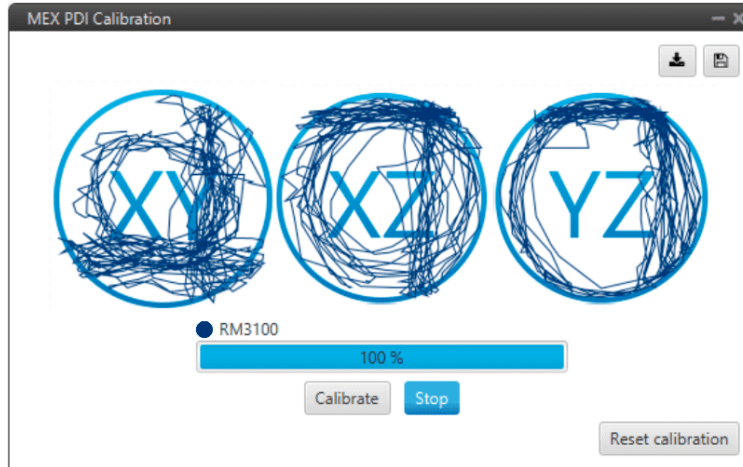 MEX PDI Calibration
XY XZ YZ
RM3100
100 %
Calibrate Stop
Reset calibration